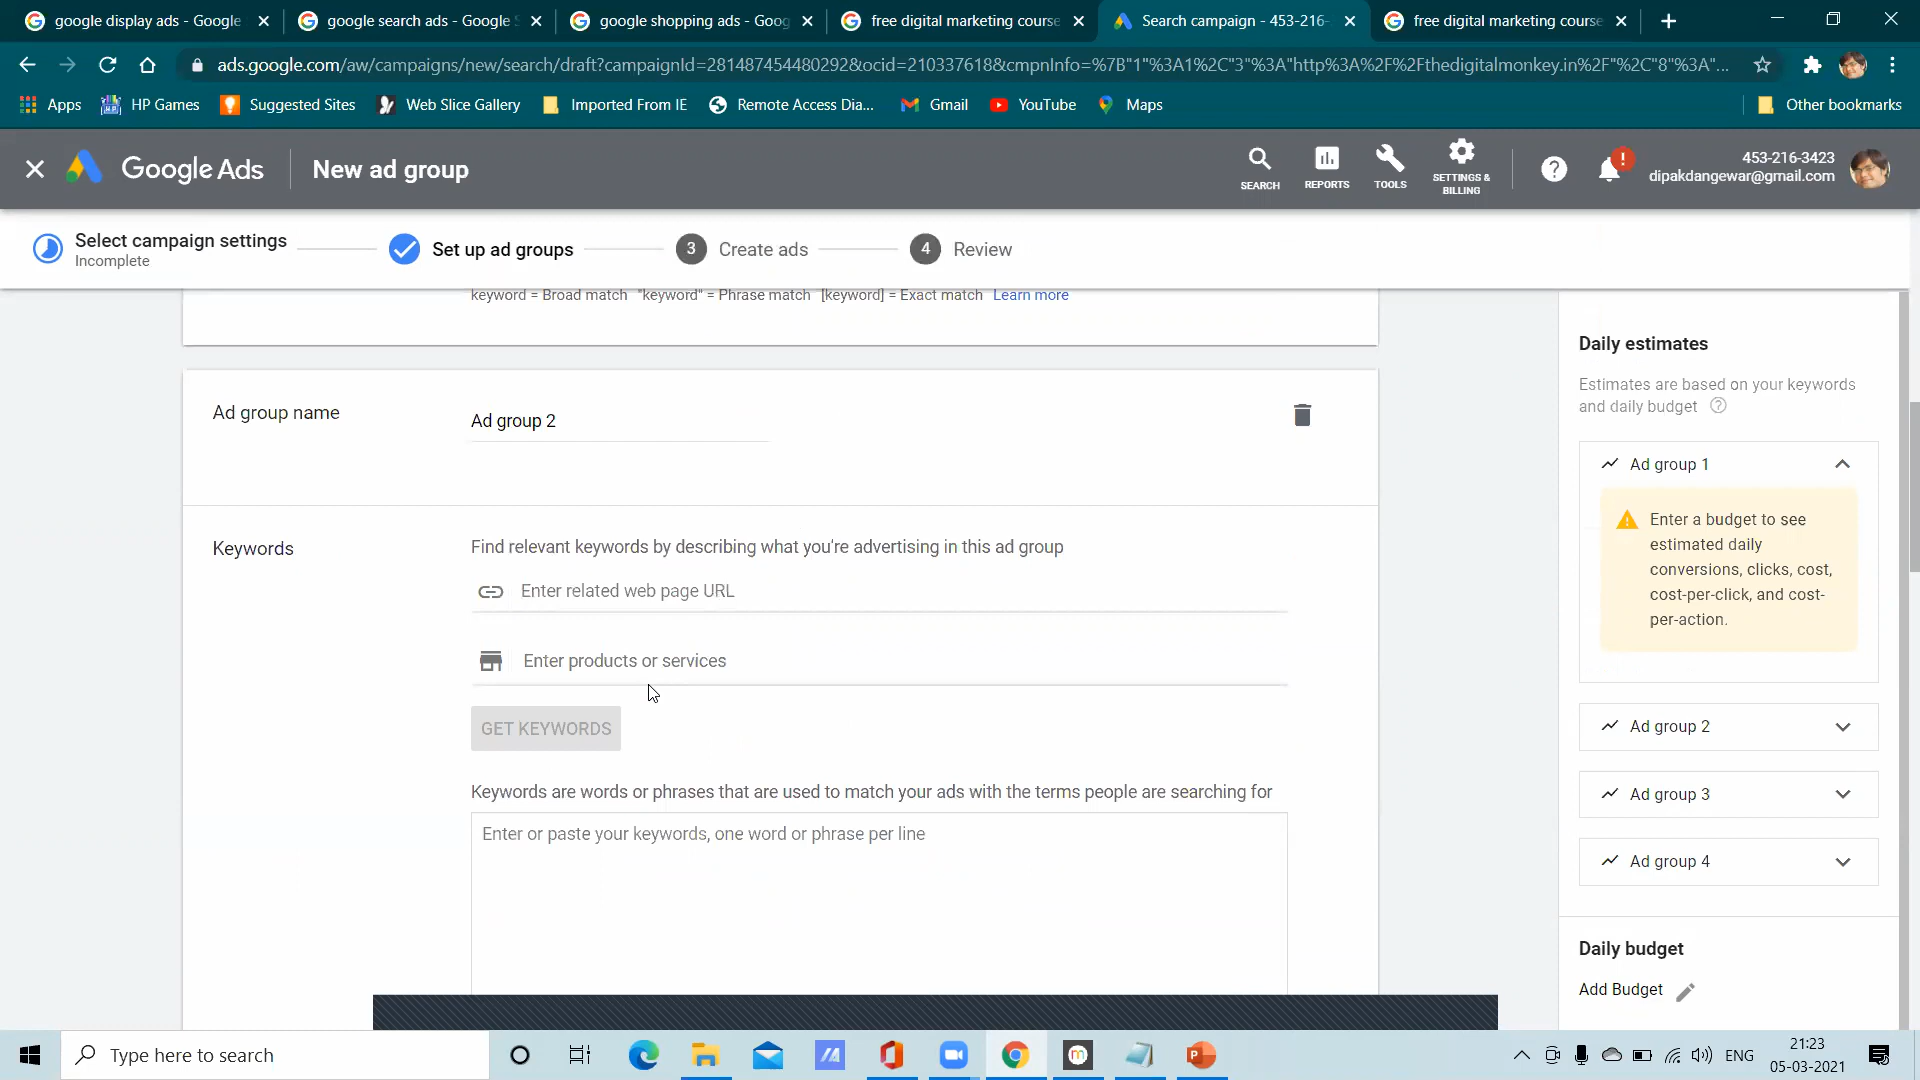 google display ads - Google
google search ads - Google S
google shopping ads - Goog
free digital marketing course
Search campaign - 453-216-
free digital marketing course
ads.google.com/aw/campaigns/new/search/draft?campaignId=281487454480292&ocid=210337618&cmpnInfo=%7B"1"%3A1%2C"3"%3A"http%3A%2F%2Fthedigitalmonkey.in%2F"%2C"8"%3A"...
Apps
HP Games
Suggested Sites
Web Slice Gallery
Imported From IE
Remote Access Dia...
Gmail
YouTube
Maps
Other bookmarks
Google Ads
New ad group
SEARCH
REPORTS
TOOLS
SETTINGS &
BILLING
453-216-3423
dipakdangewar@gmail.com
Select campaign settings
Incomplete
Set up ad groups
3
Create ads
4
Review
keyword = Broad match "keyword" = Phrase match [keyword] = Exact match Learn more
Ad group name
Ad group 2
Keywords
Find relevant keywords by describing what you're advertising in this ad group
Enter related web page URL
Enter products or services
GET KEYWORDS
Keywords are words or phrases that are used to match your ads with the terms people are searching for
Enter or paste your keywords, one word or phrase per line
Daily estimates
Estimates are based on your keywords
and daily budget
Ad group 1
Enter a budget to see
estimated daily
conversions, clicks, cost,
cost-per-click, and cost-
per-action.
Ad group 2
Ad group 3
Ad group 4
Daily budget
Add Budget
Type here to search
ENG
21:23
05-03-2021